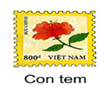 800đ
VIỆT NAM
Con tem